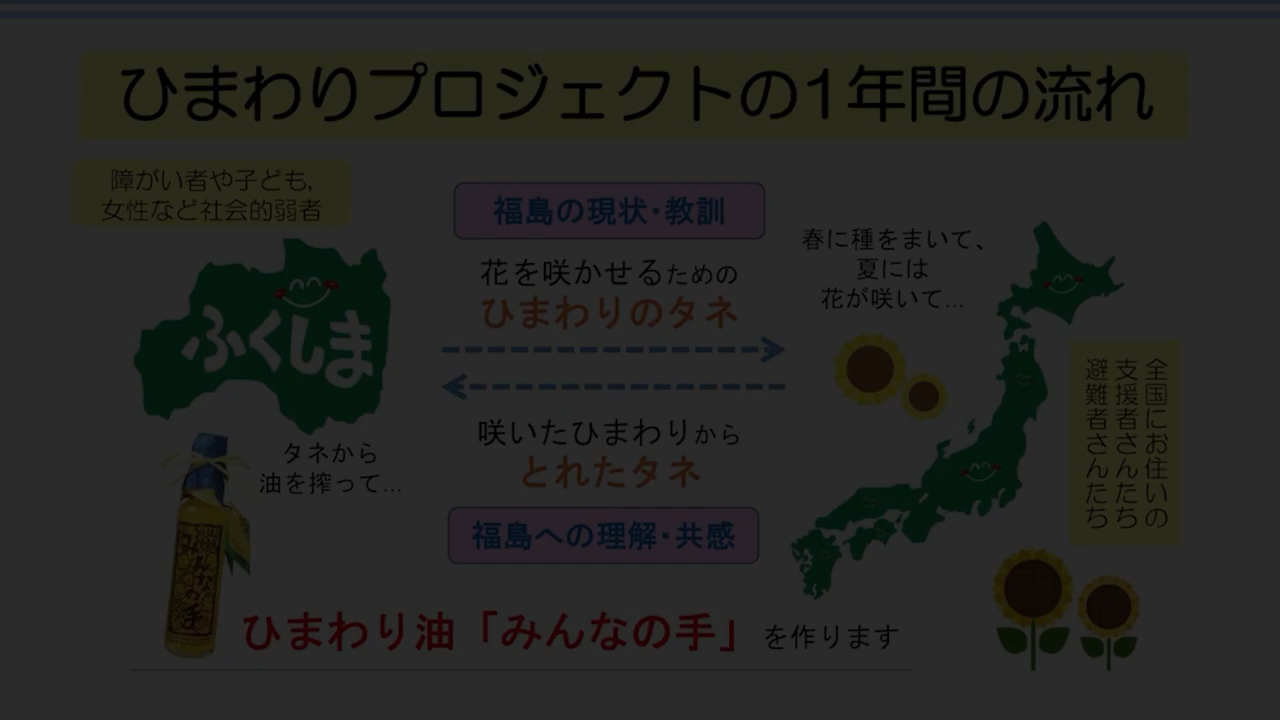 ひまわりプロジェクトの1年間の流れ
障がい者や子ども,
女性など社会的弱者
ふくしま
タネから
油を搾って…
福島の現状･教訓
花を咲かせるための
ひまわりのタネ
咲いたひまわりから
とれたタネ
福島への理解･共感
春に種をまいて、
夏には
花が咲いて…
全国にお住いの
支援者さんたち
避難者さんたち
みんなの手
ひまわり油「みんなの手」を作ります